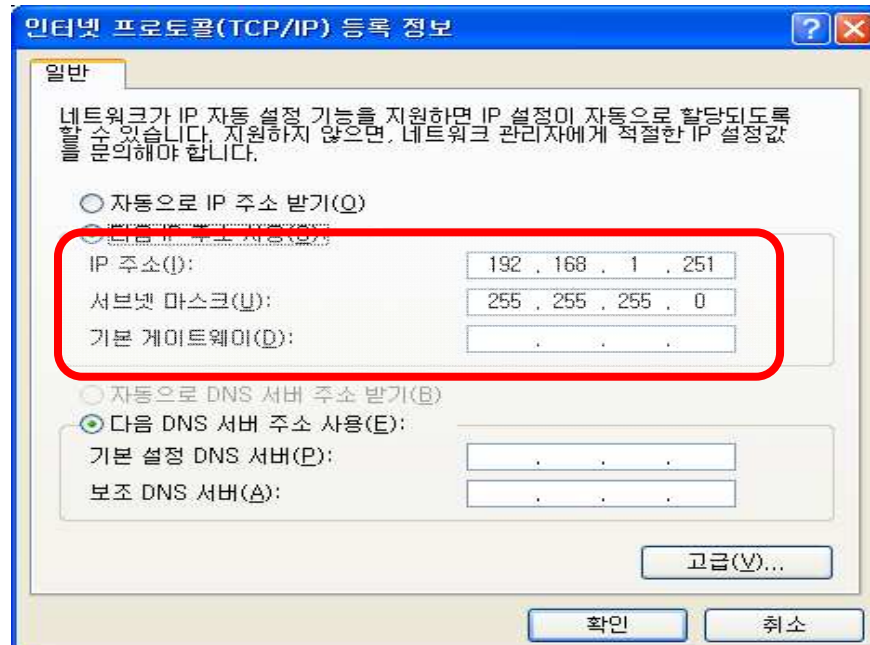 인터넷 프로토콜(TCP/IP) 등록 정보
일반
네트워크가 IP 자동 설정 기능을 지원하면 IP 설정이 자동으로 할당되도록
할 수 있습니다. 지원하지 않으면, 네트워크 관리자에게 적절한 IP 설정값
을 문의해야 합니다.
자동으로 IP 주소 받기(O)
다음 IP 주소 사용(S):
IP 주소(I): 192 . 168 . 1 . 251
서브넷 마스크(U): 255 . 255 . 255 . 0
기본 게이트웨이(D): . . .
자동으로 DNS 서버 주소 받기(B)
다음 DNS 서버 주소 사용(E):
기본 설정 DNS 서버(P): . . .
보조 DNS 서버(A): . . .
고급(V)...
확인 취소